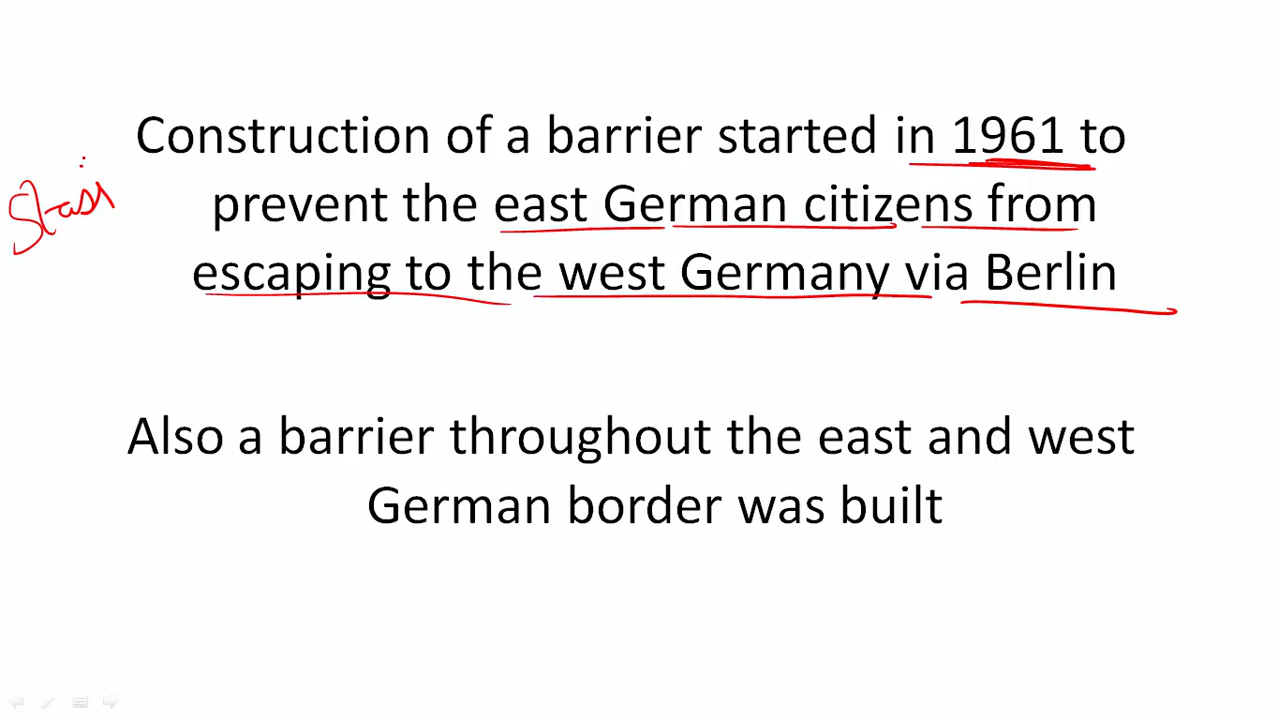 Construction of a barrier started in 1961 to
Stasi
prevent the east German citizens from
escaping to the west Germany via Berlin
Also a barrier throughout the east and west
German border was built